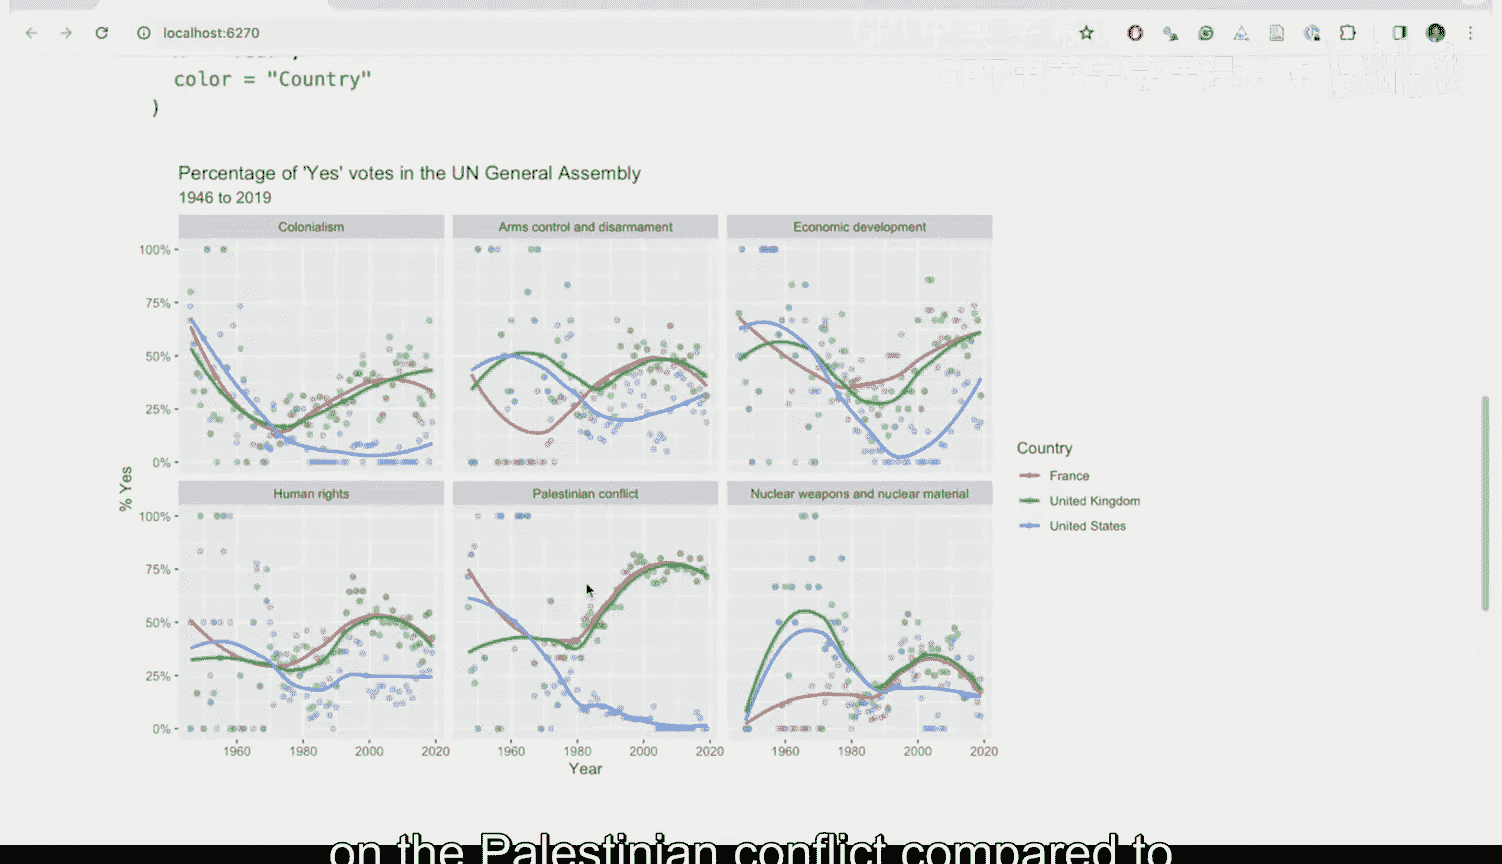 localhost:6270
color = "Country"
)
Percentage of 'Yes' votes in the UN General Assembly
1946 to 2019
Colonialism
Arms control and disarmament
Economic development
100%
75%
50%
25%
0%
% Yes
Human rights
Palestinian conflict
Nuclear weapons and nuclear material
100%
75%
50%
25%
0%
1960 1980 2000 2020
1960 1980 2000 2020
1960 1980 2000 2020
Year
Country
France
United Kingdom
United States
on the Palestinian conflict compared to